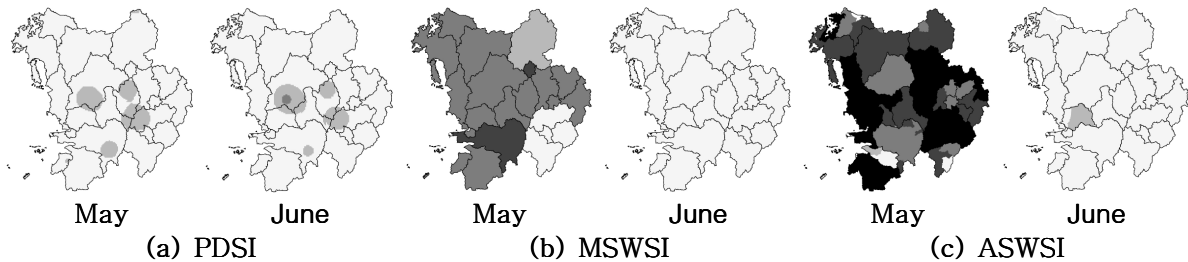 May June May June May June
(a) PDSI (b) MSWSI (c) ASWSI